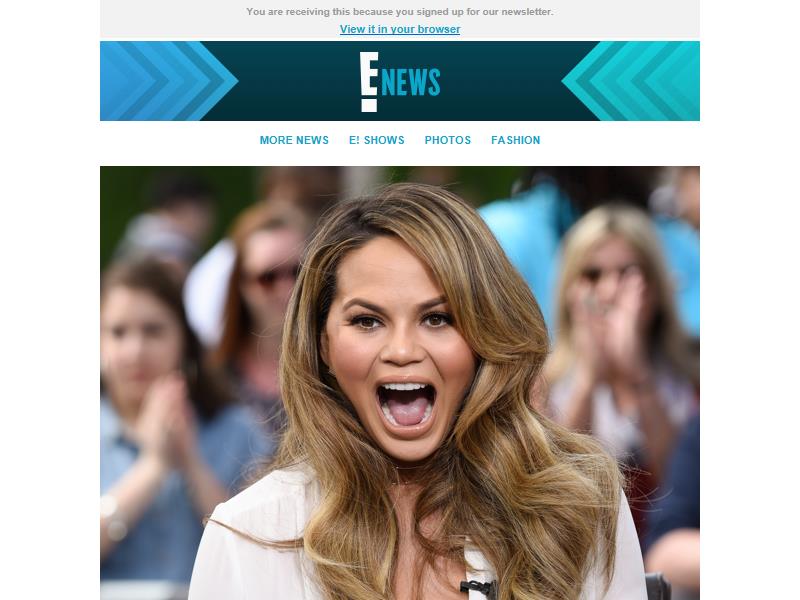 You are receiving this because you signed up for our newsletter.
View it in your browser
E! NEWS
MORE NEWS E! SHOWS PHOTOS FASHION